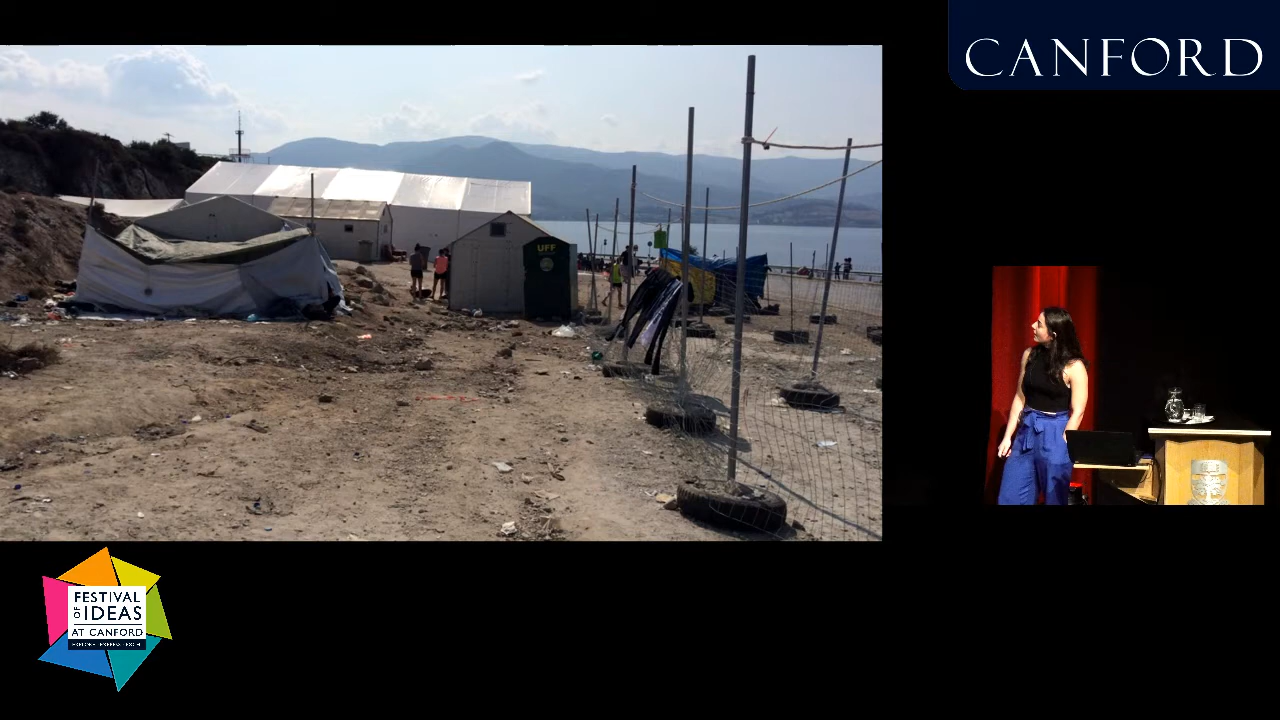 CANFORD
UFF
FESTIVAL
OF IDEAS
AT CANFORD